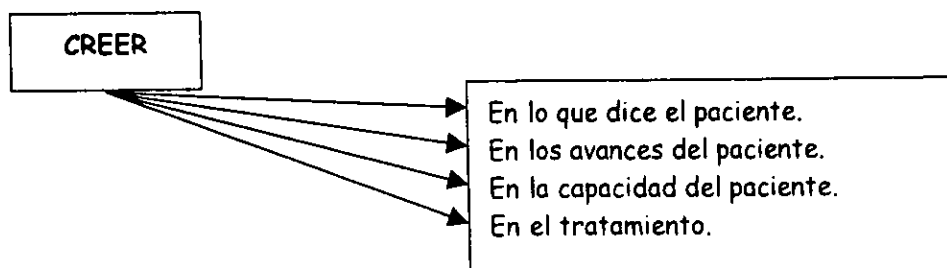 CREER
En lo que dice el paciente.
En los avances del paciente.
En la capacidad del paciente.
En el tratamiento.